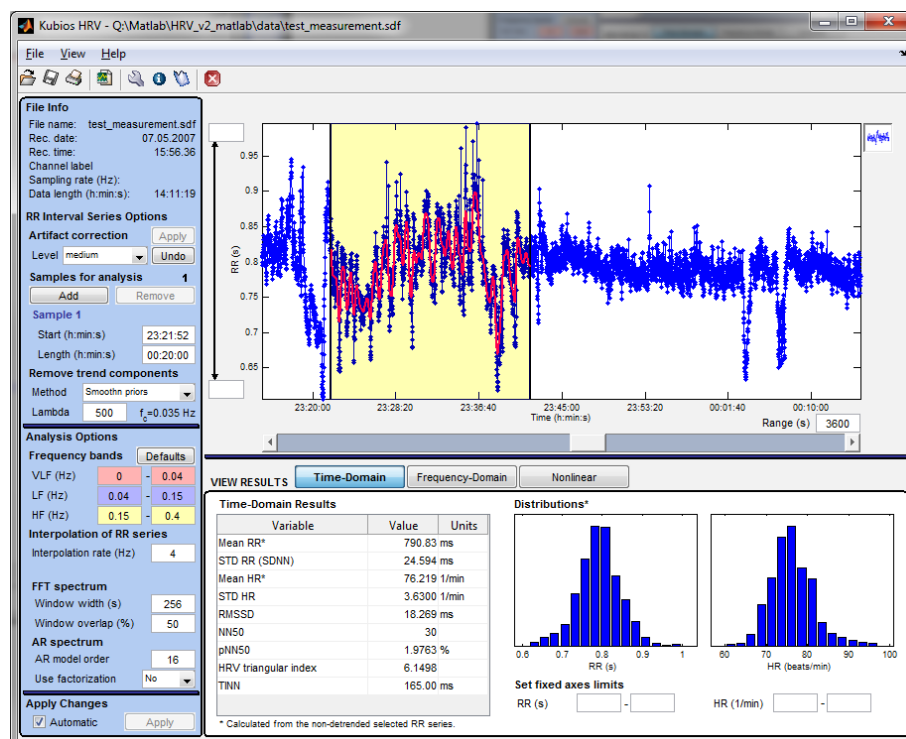 Kubios HRV - Q:\Matlab\HRV_v2_matlab\data\test_measurement.sdf
File View Help
File Info
File name: test_measurement.sdf
Rec. date: 07.05.2007
Rec. time: 15:56.36
Channel label
Sampling rate (Hz):
Data length (h:min:s): 14:11:19
RR Interval Series Options
Artifact correction Apply
Level medium Undo
Samples for analysis 1
Add Remove
Sample 1
Start (h:min:s) 23:21:52
Length (h:min:s) 00:20:00
Remove trend components
Method Smoothn priors
Lambda 500 fc=0.035 Hz
Analysis Options
Frequency bands Defaults
VLF (Hz) 0 - 0.04
LF (Hz) 0.04 - 0.15
HF (Hz) 0.15 - 0.4
Interpolation of RR series
Interpolation rate (Hz) 4
FFT spectrum
Window width (s) 256
Window overlap (%) 50
AR spectrum
AR model order 16
Use factorization No
Apply Changes
Automatic Apply
RR (s)
0.95
0.9
0.85
0.8
0.75
0.7
0.65
23:20:00 23:28:20 23:36:40 23:45:00 23:53:20 00:01:40 00:10:00
Time (h:min:s)
Range (s) 3600
VIEW RESULTS Time-Domain Frequency-Domain Nonlinear
Time-Domain Results
Variable Value Units
Mean RR* 790.83 ms
STD RR (SDNN) 24.594 ms
Mean HR* 76.219 1/min
STD HR 3.6300 1/min
RMSSD 18.269 ms
NN50 30
pNN50 1.9763 %
HRV triangular index 6.1498
TINN 165.00 ms
* Calculated from the non-detrended selected RR series.
Distributions*
0.6 0.7 0.8 0.9 1
RR (s)
60 70 80 90 100
HR (beats/min)
Set fixed axes limits
RR (s) - HR (1/min) -